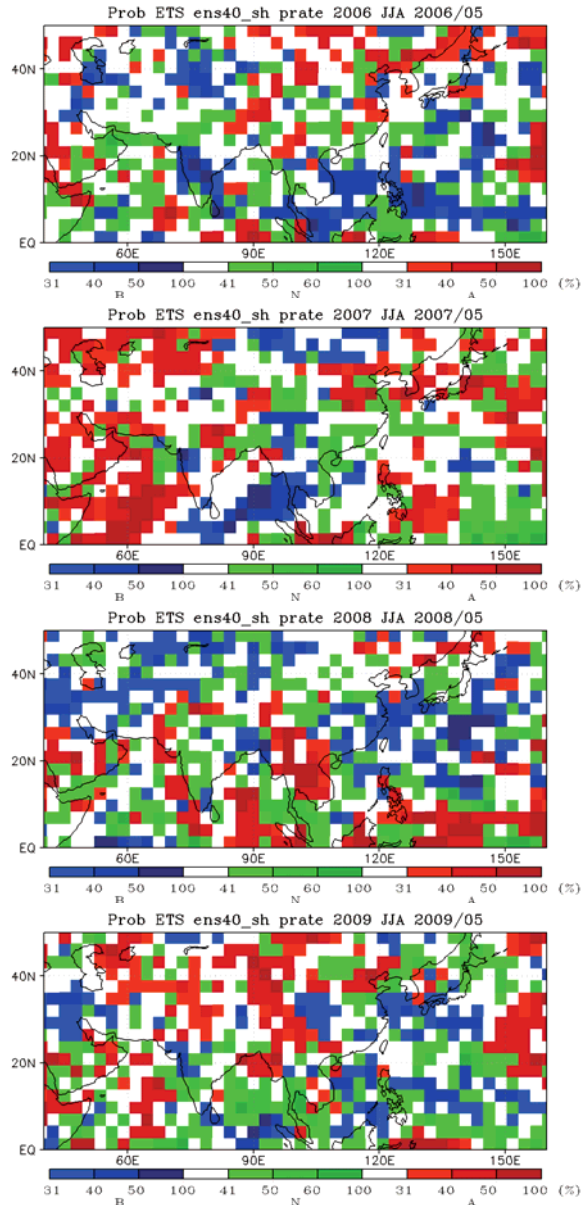 Prob ETS ens40_sh prate 2006 JJA 2006/05
40N
20N
EQ
60E 90E 120E 150E
31 40 50 100 41 50 60 100 31 40 50 100 (%)
B N A
Prob ETS ens40_sh prate 2007 JJA 2007/05
40N
20N
EQ
60E 90E 120E 150E
31 40 50 100 41 50 60 100 31 40 50 100 (%)
B N A
Prob ETS ens40_sh prate 2008 JJA 2008/05
40N
20N
EQ
60E 90E 120E 150E
31 40 50 100 41 50 60 100 31 40 50 100 (%)
B N A
Prob ETS ens40_sh prate 2009 JJA 2009/05
40N
20N
EQ
60E 90E 120E 150E
31 40 50 100 41 50 60 100 31 40 50 100 (%)
B N A